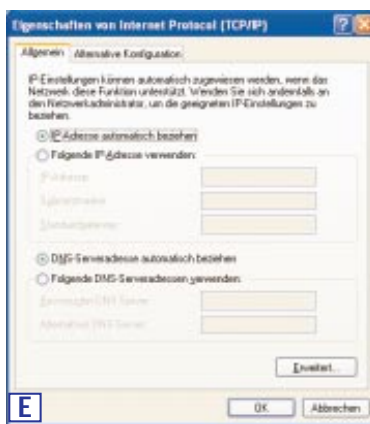 Eigenschaften von Internet Protocol (TCP/IP)
Allgemein Alternative Konfiguration
IP-Einstellungen können automatisch zugewiesen werden, wenn das
Netzwerk diese Funktion unterstützt. Wenden Sie sich andernfalls an
den Netzwerkadministrator, um die geeigneten IP-Einstellungen zu
beziehen.
IP-Adresse automatisch beziehen
Folgende IP-Adresse verwenden:
IP-Adresse:
Subnetzmaske:
Standardgateway:
DNS-Serveradresse automatisch beziehen
Folgende DNS-Serveradressen verwenden:
Bevorzugter DNS-Server:
Alternativer DNS-Server:
Erweitert...
OK Abbrechen
E